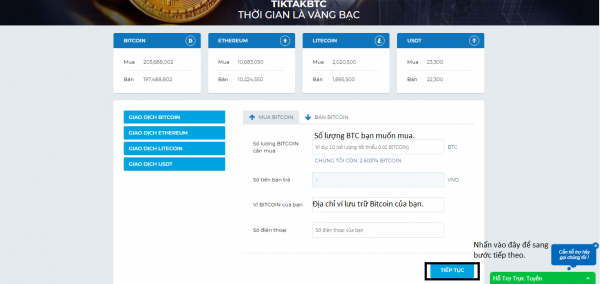 TIKTAKBTC
THỜI GIAN LÀ VÀNG BẠC
BITCOIN
Mua 203,688,002
Bán 197,488,802
ETHEREUM
Mua 10,683,050
Bán 10,224,550
LITECOIN
Mua 2,020,500
Bán 1,895,500
USDT
Mua 23,300
Bán 22,300
GIAO DỊCH BITCOIN
GIAO DỊCH ETHEREUM
GIAO DỊCH LITECOIN
GIAO DỊCH USDT
MUA BITCOIN
BÁN BITCOIN
Số lượng BTC bạn muốn mua.
Số lượng BITCOIN
cần mua
Ví dụ: 1.0 (số lượng tối thiểu 0.02 BITCOIN)
BTC
CHÚNG TÔI CÒN: 2.60374 BITCOIN
Số tiền bạn trả
VND
Ví BITCOIN của bạn
Địa chỉ ví lưu trữ Bitcoin của bạn.
Số điện thoại
Số điện thoại của bạn
Nhấn vào đây để sang
bước tiếp theo.
TIẾP TỤC
Cần hỗ trợ hãy
gọi chúng tôi !
Hỗ Trợ Trực Tuyến